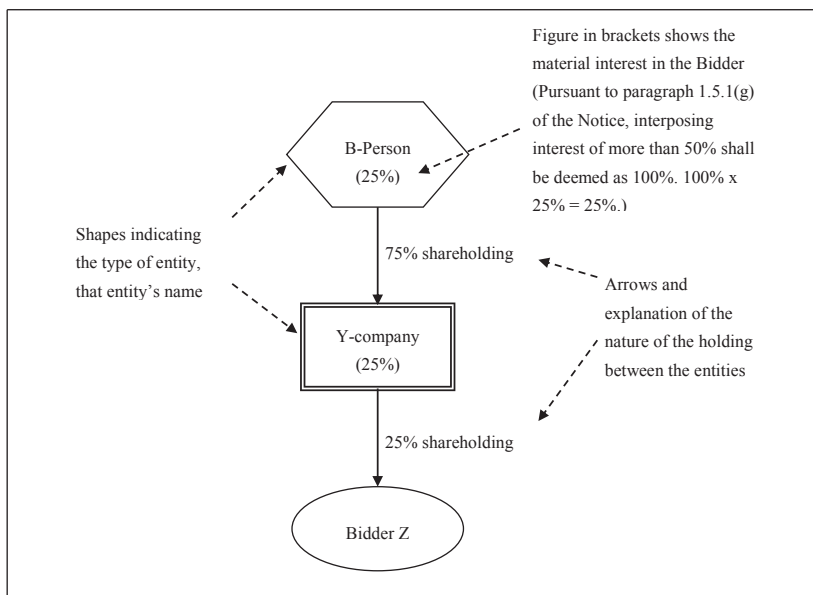 Figure in brackets shows the
material interest in the Bidder
(Pursuant to paragraph 1.5.1(g)
of the Notice, interposing
interest of more than 50% shall
be deemed as 100%. 100% x
25% = 25%.)
B-Person
(25%)
Shapes indicating
the type of entity,
that entity's name
75% shareholding
Arrows and
explanation of the
nature of the holding
between the entities
Y-company
(25%)
25% shareholding
Bidder Z